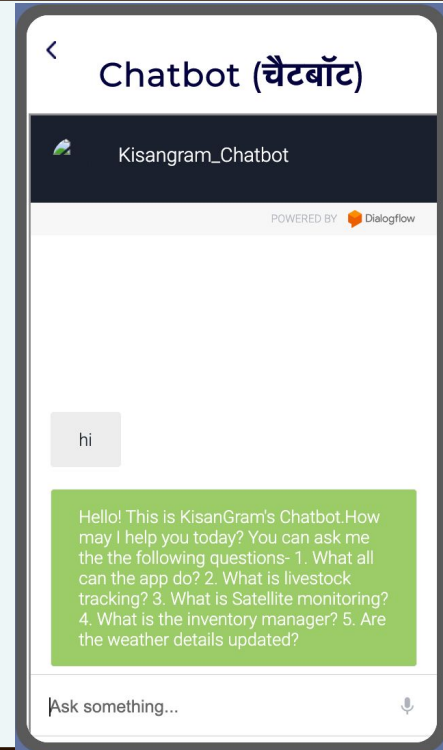 Chatbot (चैटबॉट)
Kisangram_Chatbot
POWERED BY Dialogflow
hi
Hello! This is KisanGram's Chatbot.How
may I help you today? You can ask me
the the following questions- 1. What all
can the app do? 2. What is livestock
tracking? 3. What is Satellite monitoring?
4. What is the inventory manager? 5. Are
the weather details updated?
Ask something...